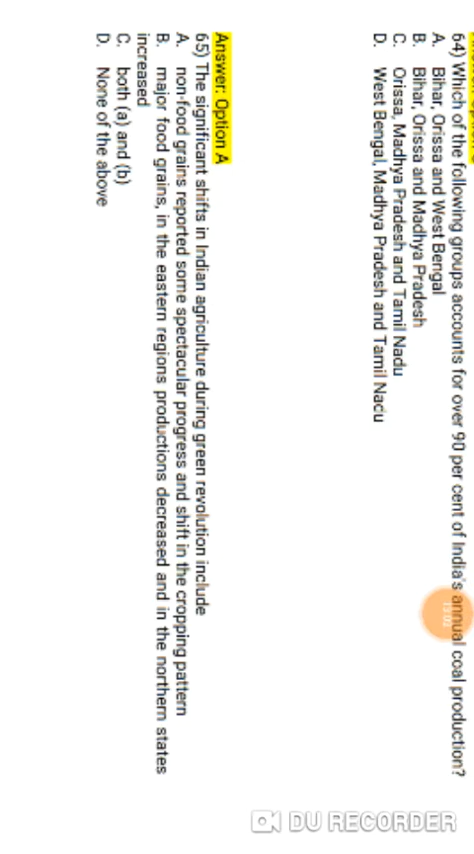 64) Which of the following groups accounts for over 90 per cent of India's annual coal production?
A. Bihar, Orissa and West Bengal
B. Bihar, Orissa and Madhya Pradesh
C. Orissa, Madhya Pradesh and Tamil Nadu
D. West Bengal, Madhya Pradesh and Tamil Nadu
Answer: Option A
65) The significant shifts in Indian agriculture during green revolution include
A. non-food grains reported some spectacular progress and shift in the cropping pattern
B. major food grains, in the eastern regions productions decreased and in the northern states
increased
C. both (a) and (b)
D. None of the above
13:02
DU RECORDER